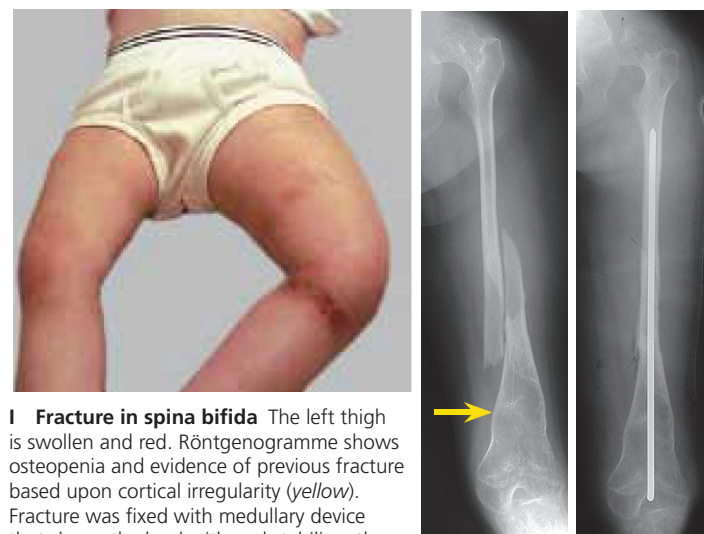 I Fracture in spina bifida The left thigh
is swollen and red. Röntgenogramme shows
osteopenia and evidence of previous fracture
based upon cortical irregularity (yellow).
Fracture was fixed with medullary device